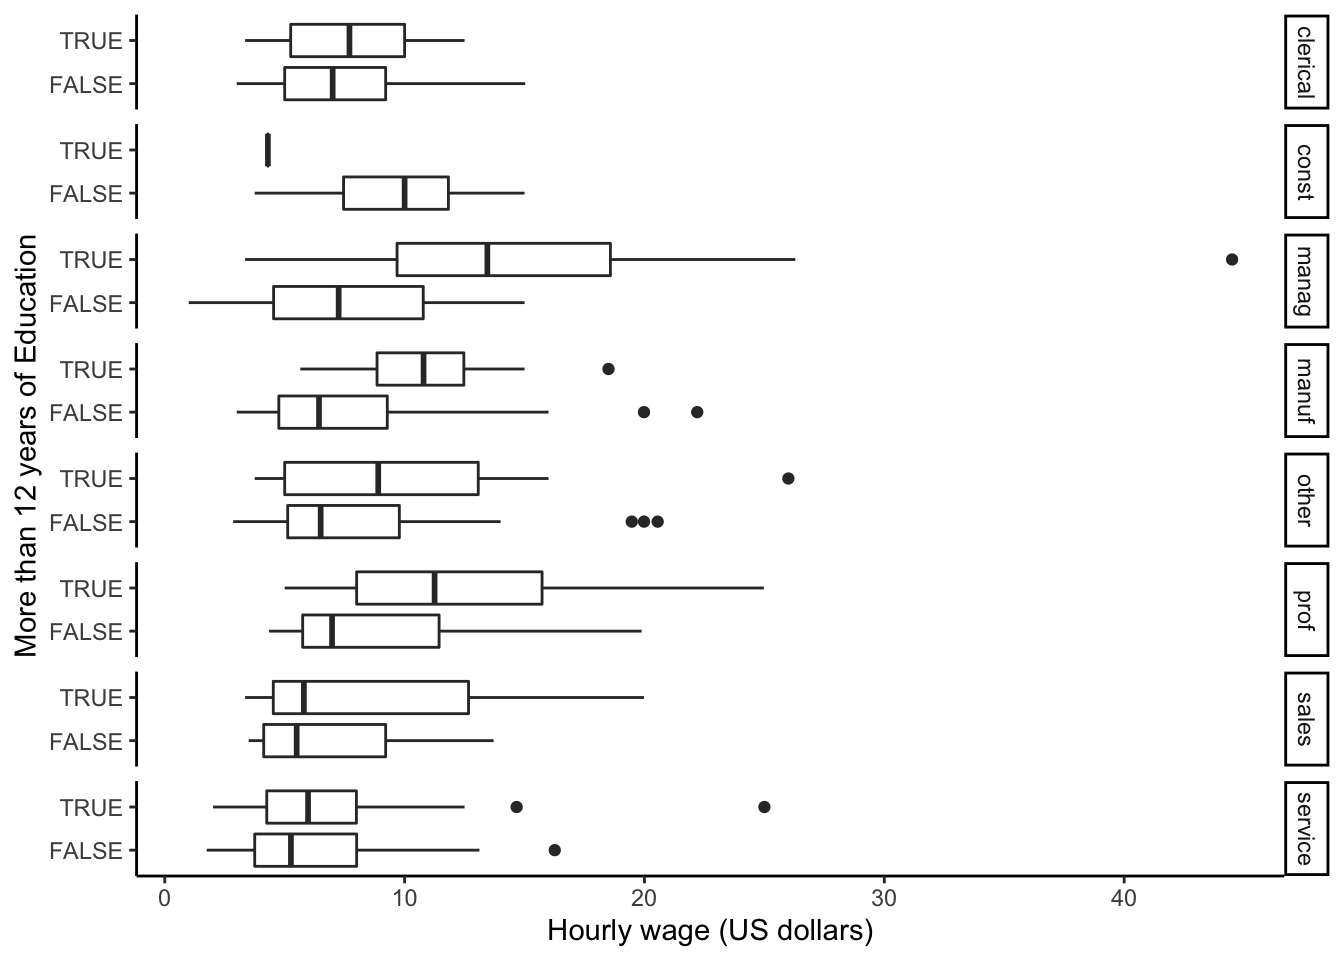 TRUE
FALSE
clerical
TRUE
FALSE
const
TRUE
FALSE
manag
TRUE
FALSE
manuf
TRUE
FALSE
other
TRUE
FALSE
prof
TRUE
FALSE
sales
TRUE
FALSE
service
More than 12 years of Education
0 10 20 30 40
Hourly wage (US dollars)